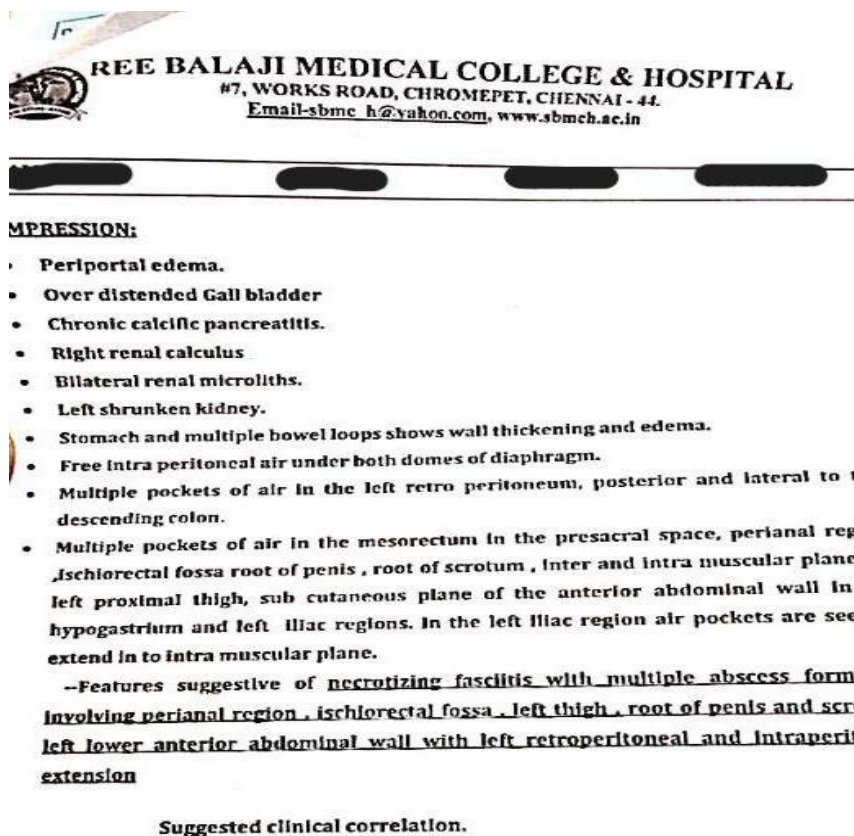 REE BALAJI MEDICAL COLLEGE & HOSPITAL
#7, WORKS ROAD, CHROMEPET, CHENNAI - 44.
Email-sbmc_h@yahoo.com, www.sbmch.ac.in
MPRESSION:
• Periportal edema.
• Over distended Gall bladder
• Chronic calcific pancreatitis.
• Right renal calculus
• Bilateral renal microliths.
• Left shrunken kidney.
• Stomach and multiple bowel loops shows wall thickening and edema.
• Free intra peritoneal air under both domes of diaphragm.
• Multiple pockets of air in the left retro peritoneum, posterior and lateral to t
descending colon.
• Multiple pockets of air in the mesorectum in the presacral space, perianal reg
,ischiorectal fossa root of penis , root of scrotum , inter and intra muscular plane
left proximal thigh, sub cutaneous plane of the anterior abdominal wall in
hypogastrium and left iliac regions. In the left iliac region air pockets are see
extend in to intra muscular plane.
--Features suggestive of necrotizing fasciitis with multiple abscess form
involving perianal region , ischiorectal fossa , left thigh , root of penis and scr
left lower anterior abdominal wall with left retroperitoneal and intraperit
extension
Suggested clinical correlation.